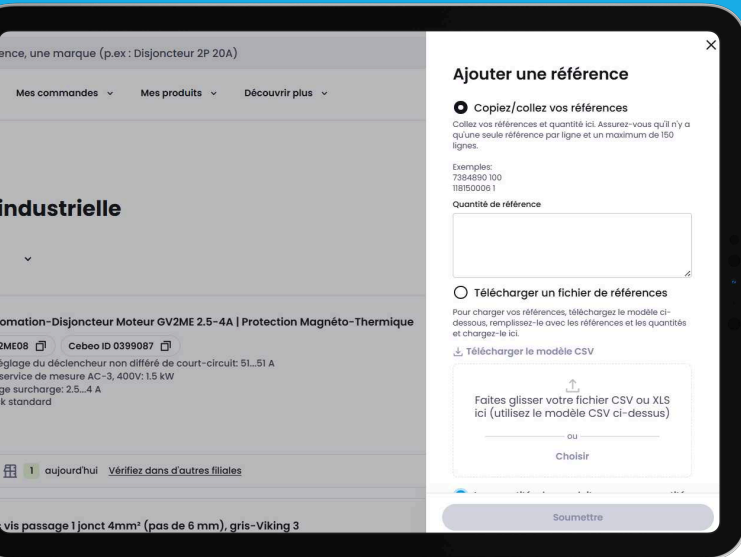 ence, une marque (p.ex : Disjoncteur 2P 20A)
Mes commandes
Mes produits
Découvrir plus
industrielle
omation-Disjoncteur Moteur GV2ME 2.5-4A | Protection Magnéto-Thermique
2ME08
Cebeo ID 0399087
églage du déclencheur non différé de court-circuit: 51...51 A
service de mesure AC-3, 400V: 1.5 kW
ge surcharge: 2.5...4 A
k standard
1 aujourd'hui Vérifiez dans d'autres filiales
vis passage 1 jonct 4mm² (pas de 6 mm), gris-Viking 3
Ajouter une référence
Copiez/collez vos références
Collez vos références et quantité ici. Assurez-vous qu'il n'y a
qu'une seule référence par ligne et un maximum de 150
lignes.
Exemples:
7384890 100
118150006 1
Quantité de référence
Télécharger un fichier de références
Pour charger vos références, téléchargez le modèle ci-
dessous, remplissez-le avec les références et les quantités
et chargez-le ici.
Télécharger le modèle CSV
Faites glisser votre fichier CSV ou XLS
ici (utilisez le modèle CSV ci-dessus)
ou
Choisir
Soumettre